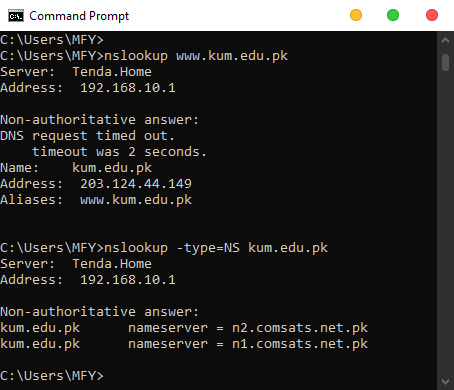 Command Prompt
C:\Users\MFY>
C:\Users\MFY>nslookup www.kum.edu.pk
Server:  Tenda.Home
Address:  192.168.10.1

Non-authoritative answer:
DNS request timed out.
    timeout was 2 seconds.
Name:    kum.edu.pk
Address:  203.124.44.149
Aliases:  www.kum.edu.pk

C:\Users\MFY>nslookup -type=NS kum.edu.pk
Server:  Tenda.Home
Address:  192.168.10.1

Non-authoritative answer:
kum.edu.pk      nameserver = n2.comsats.net.pk
kum.edu.pk      nameserver = n1.comsats.net.pk

C:\Users\MFY>